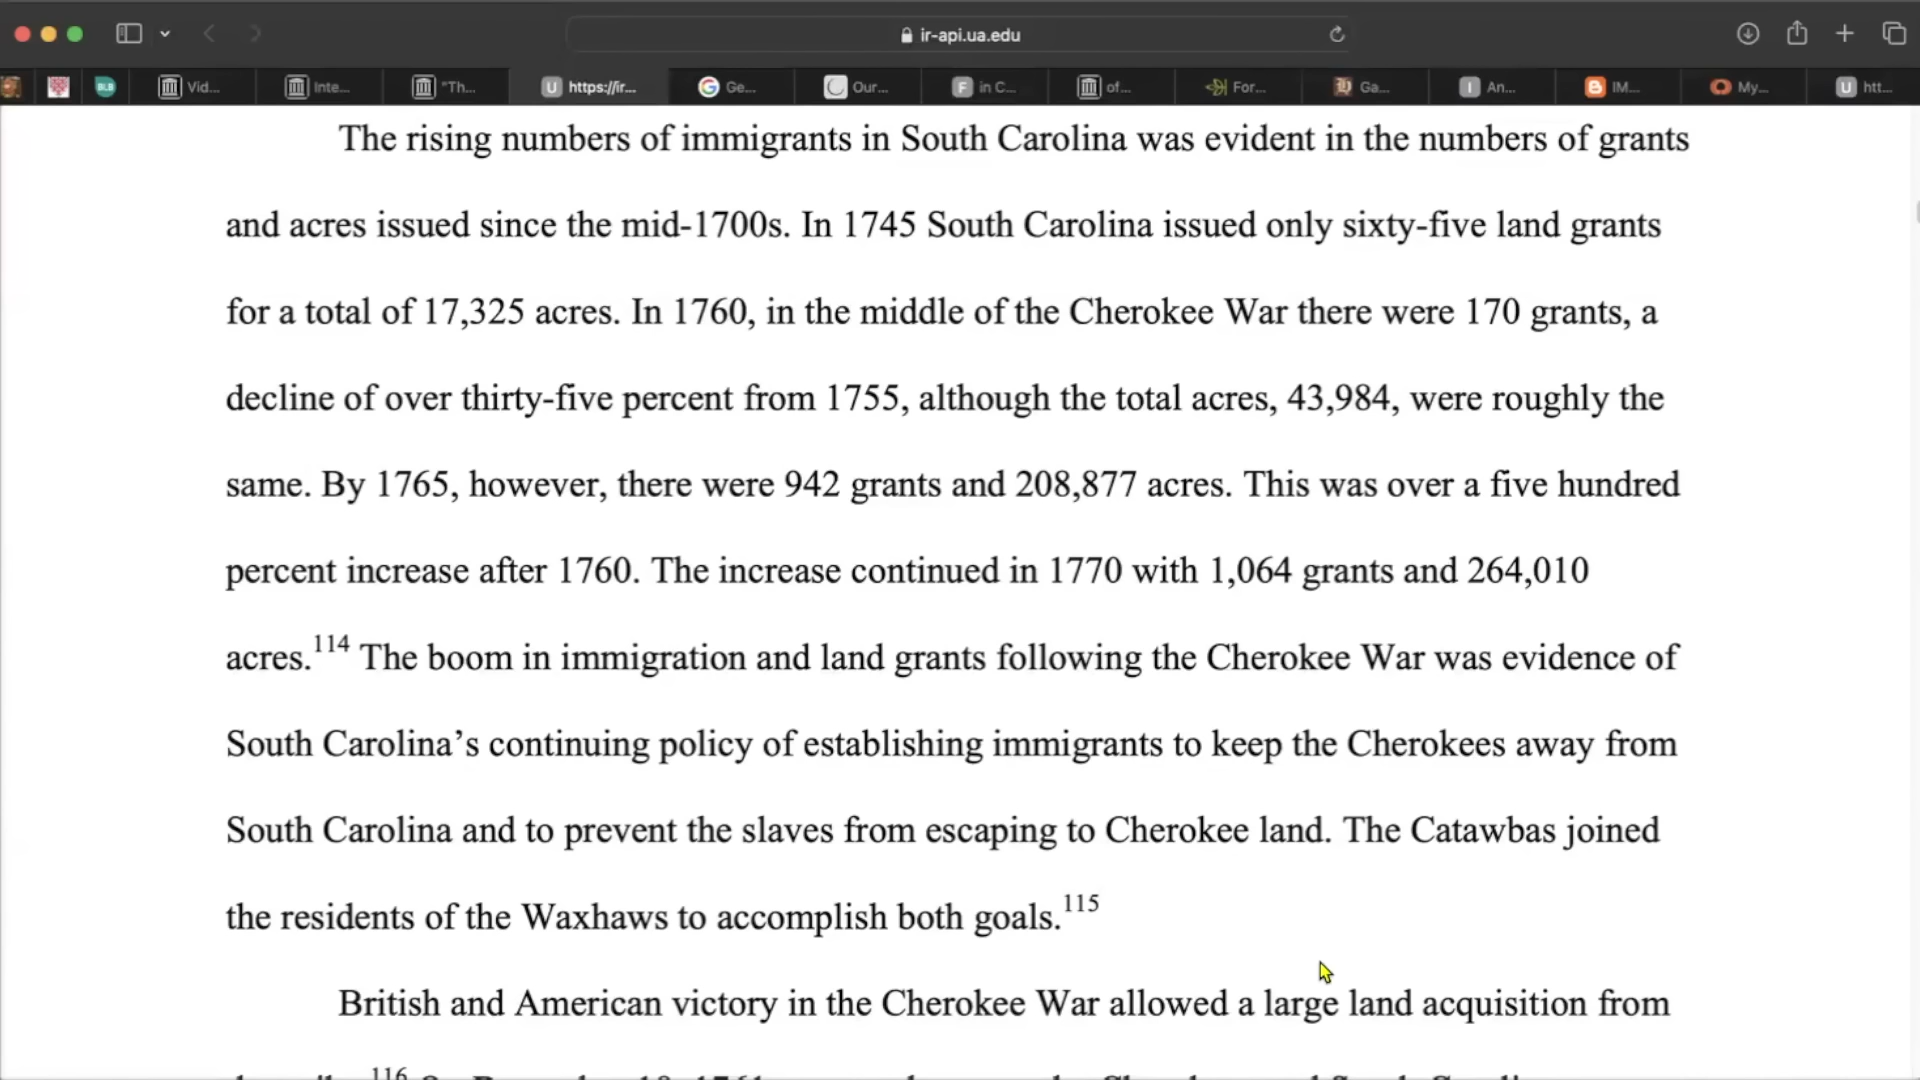 ir-api.ua.edu
BLB
Vid...
Inte...
"Th...
U https://ir...
Ge...
Our...
F in C...
of...
For...
Ga...
I An...
IM...
My...
U htt...
The rising numbers of immigrants in South Carolina was evident in the numbers of grants
and acres issued since the mid-1700s. In 1745 South Carolina issued only sixty-five land grants
for a total of 17,325 acres. In 1760, in the middle of the Cherokee War there were 170 grants, a
decline of over thirty-five percent from 1755, although the total acres, 43,984, were roughly the
same. By 1765, however, there were 942 grants and 208,877 acres. This was over a five hundred
percent increase after 1760. The increase continued in 1770 with 1,064 grants and 264,010
acres.114 The boom in immigration and land grants following the Cherokee War was evidence of
South Carolina’s continuing policy of establishing immigrants to keep the Cherokees away from
South Carolina and to prevent the slaves from escaping to Cherokee land. The Catawbas joined
the residents of the Waxhaws to accomplish both goals.115
British and American victory in the Cherokee War allowed a large land acquisition from
116